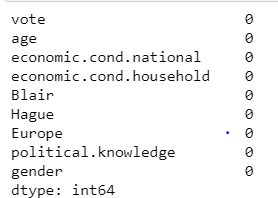 vote 0
age 0
economic.cond.national 0
economic.cond.household 0
Blair 0
Hague 0
Europe 0
political.knowledge 0
gender 0
dtype: int64